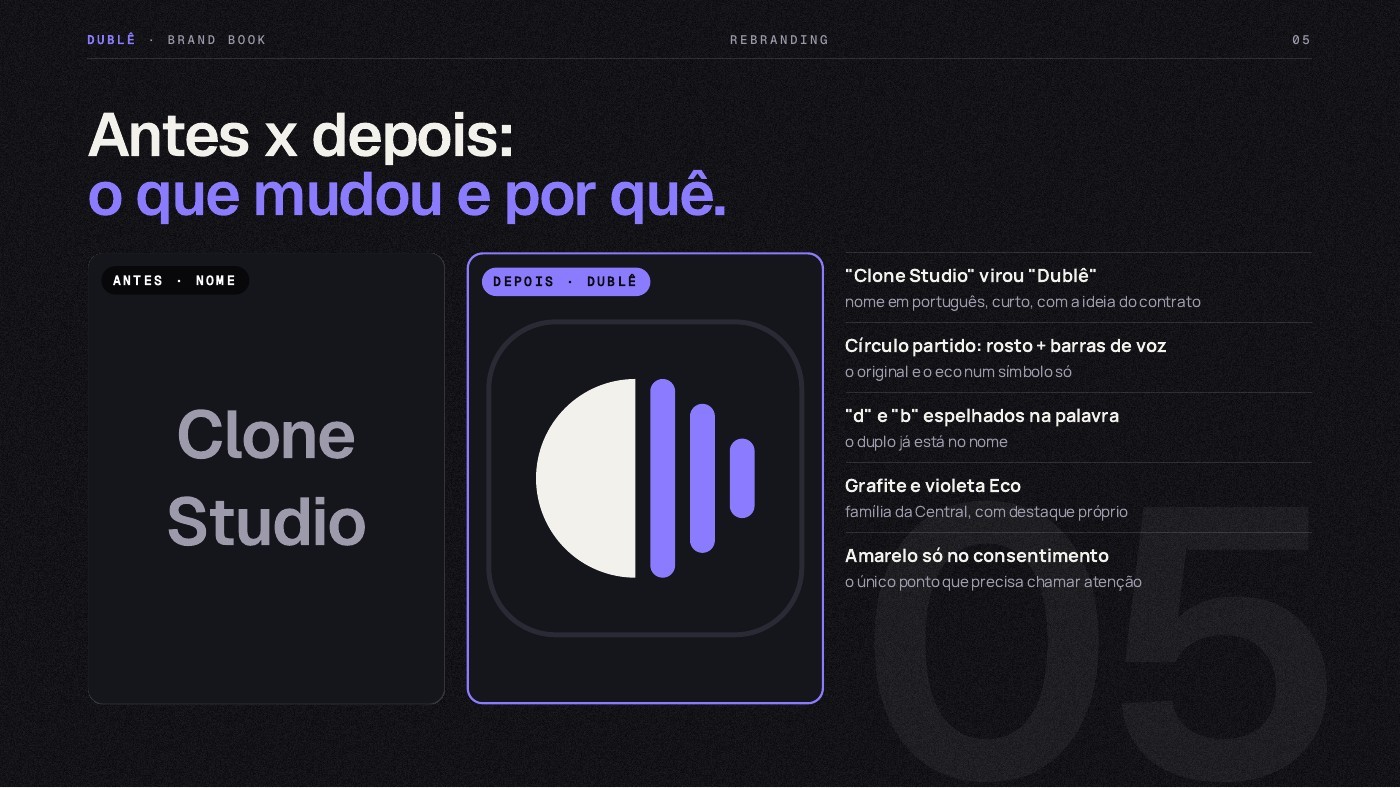 DUBLÊ · BRAND BOOK
REBRANDING
05
Antes x depois:
o que mudou e por quê.
ANTES · NOME
Clone
Studio
DEPOIS · DUBLÊ
"Clone Studio" virou "Dublê"
nome em português, curto, com a ideia do contrato
Círculo partido: rosto + barras de voz
o original e o eco num símbolo só
"d" e "b" espelhados na palavra
o duplo já está no nome
Grafite e violeta Eco
família da Central, com destaque próprio
Amarelo só no consentimento
o único ponto que precisa chamar atenção
05